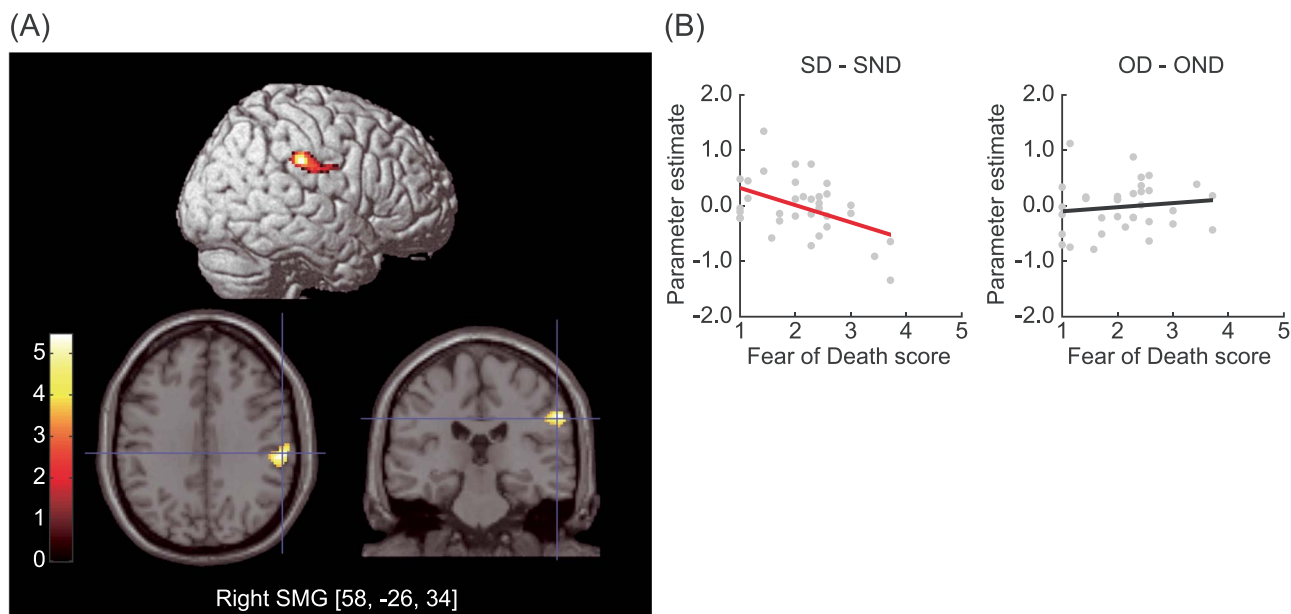 (A)
5
4
3
2
1
0
Right SMG [58, -26, 34]
(B)
SD - SND
Parameter estimate
2.0
1.0
0.0
-1.0
-2.0
1 2 3 4 5
Fear of Death score
OD - OND
Parameter estimate
2.0
1.0
0.0
-1.0
-2.0
1 2 3 4 5
Fear of Death score